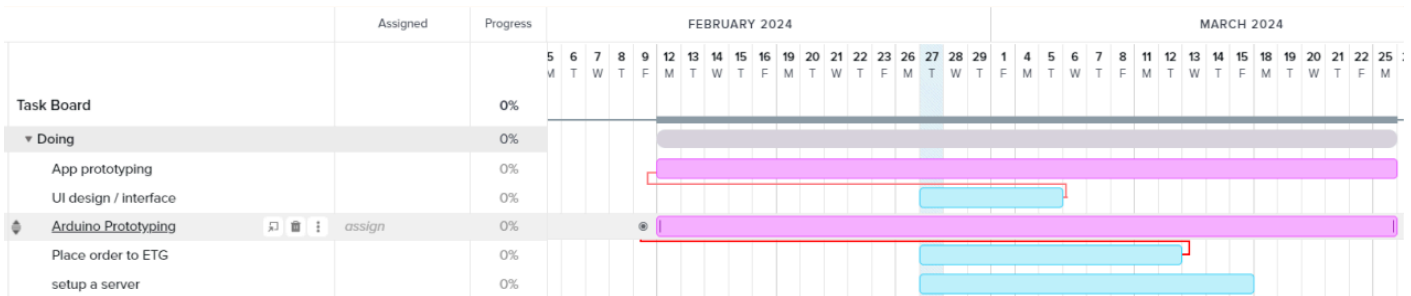 Assigned Progress FEBRUARY 2024 MARCH 2024
5 6 7 8 9 12 13 14 15 16 19 20 21 22 23 26 27 28 29 1 4 5 6 7 8 11 12 13 14 15 18 19 20 21 22 25
M T W T F M T W T F M T W T F M T W T F M T W T F M T W T F M T W T F M
Task Board 0%
Doing 0%
App prototyping 0%
UI design / interface 0%
Arduino Prototyping assign 0%
Place order to ETG 0%
setup a server 0%